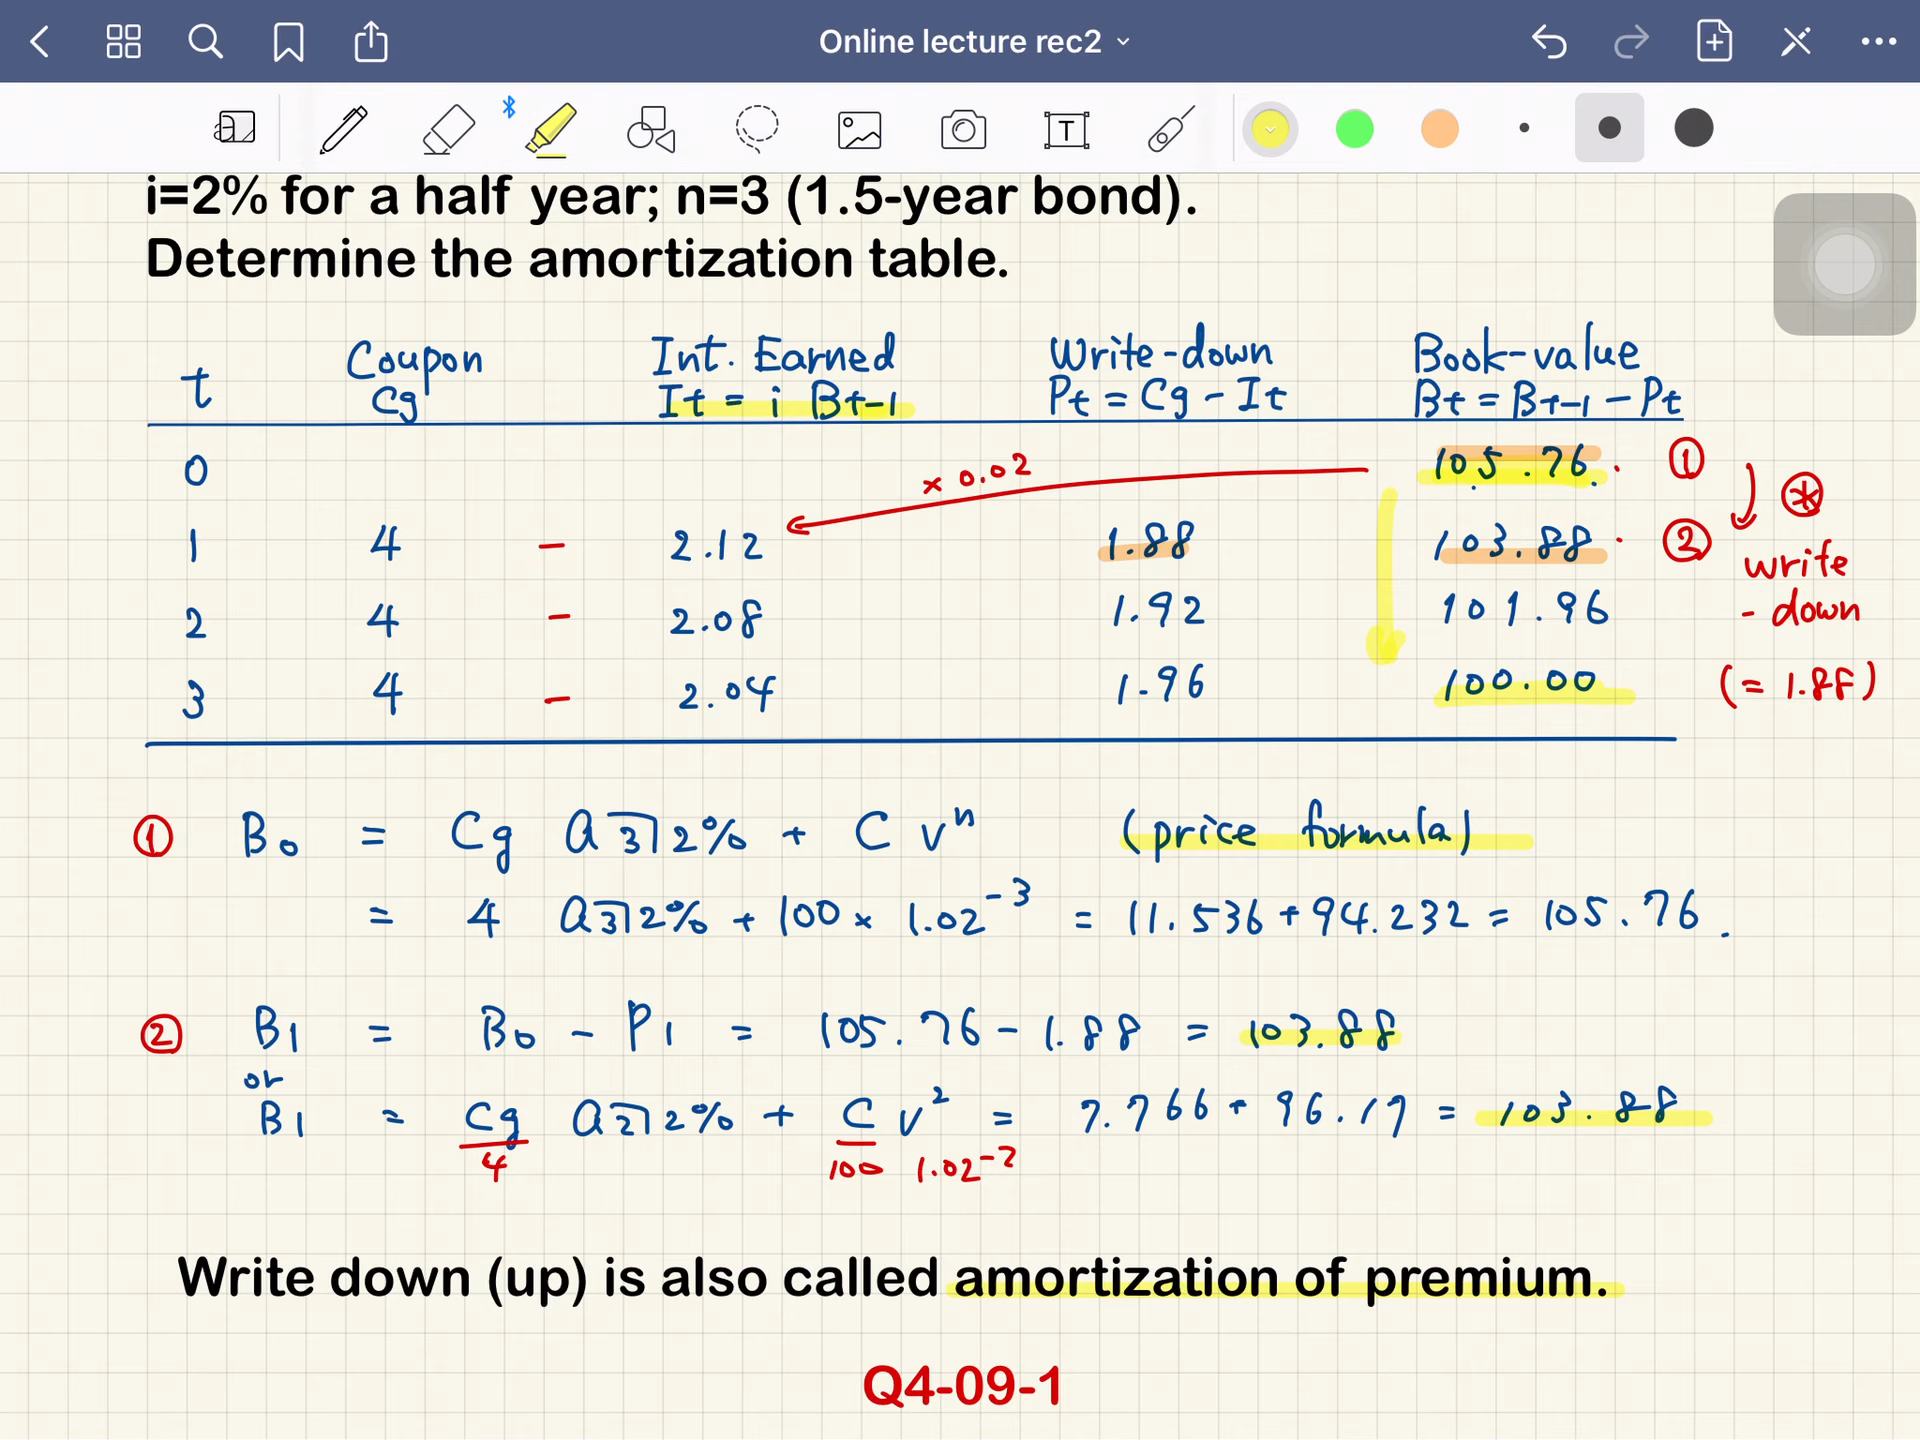 Online lecture rec2
i=2% for a half year; n=3 (1.5-year bond).
Determine the amortization table.
t Coupon Cg Int. Earned It = i Bt-1 Write-down Pt = Cg - It Book-value Bt = Bt-1 - Pt
0 × 0.02 105.76 ①
1 4 - 2.12 1.88 103.88 ② ⊛ write-down
2 4 - 2.08 1.92 101.96
3 4 - 2.04 1.96 100.00 (= 1.88)
① B₀ = Cg a3⌉2% + C vⁿ (price formula)
= 4 a3⌉2% + 100 × 1.02⁻³ = 11.536 + 94.232 = 105.76.
② B1 = B₀ - P1 = 105.76 - 1.88 = 103.88
or
B1 = Cg a2⌉2% + C v² = 7.766 + 96.17 = 103.88
4 100 1.02⁻²
Write down (up) is also called amortization of premium.
Q4-09-1